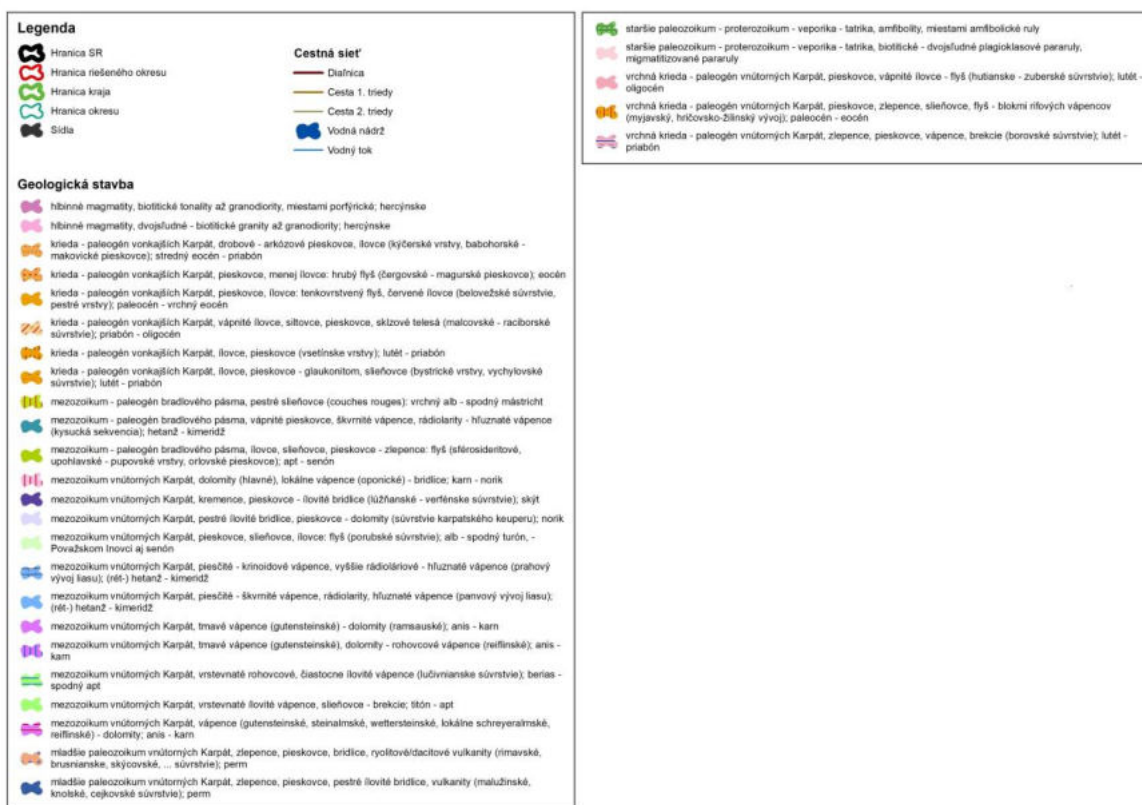 Legenda
Hranica SR
Hranica riešeného okresu
Hranica kraja
Hranica okresu
Sídla
Cestná sieť
Diaľnica
Cesta 1. triedy
Cesta 2. triedy
Vodná nádrž
Vodný tok
Geologická stavba
hlbinné magmatity, biotitické tonality až granodiority, miestami porfýrické; hercýnske
hlbinné magmatity, dvojsľudné - biotitické granity až granodiority; hercýnske
krieda - paleogén vonkajších Karpát, drobové - arkózové pieskovce, ílovce (kýčerské vrstvy, babohorské -
makovické pieskovce); stredný eocén - priabón
krieda - paleogén vonkajších Karpát, pieskovce, menej ílovce: hrubý flyš (čergovské - magurské pieskovce); eocén
krieda - paleogén vonkajších Karpát, pieskovce, ílovce: tenkovrstvený flyš, červené ílovce (belovežské súvrstvie,
pestré vrstvy); paleocén - vrchný eocén
krieda - paleogén vonkajších Karpát, vápnité ílovce, siltovce, pieskovce, sklzové telesá (malcovské - raciborské
súvrstvie); priabón - oligocén
krieda - paleogén vonkajších Karpát, ílovce, pieskovce (vsetínske vrstvy); lutét - priabón
krieda - paleogén vonkajších Karpát, ílovce, pieskovce - glaukonitom, slieňovce (bystrické vrstvy, vychylovské
súvrstvie); lutét - priabón
mezozoikum - paleogén bradlového pásma, pestré slieňovce (couches rouges): vrchný alb - spodný mástricht
mezozoikum - paleogén bradlového pásma, vápnité pieskovce, škvrnité vápence, rádiolarity - hľuznaté vápence
(kysucká sekvencia); hetanž - kimeridž
mezozoikum - paleogén bradlového pásma, ílovce, slieňovce, pieskovce - zlepence: flyš (sférosideritové,
upohlavské - pupovské vrstvy, orlovské pieskovce); apt - senón
mezozoikum vnútorných Karpát, dolomity (hlavné), lokálne vápence (oponické) - bridlice; karn - norik
mezozoikum vnútorných Karpát, kremence, pieskovce - ílovité bridlice (lúžňanské - verfénske súvrstvie); skýt
mezozoikum vnútorných Karpát, pestré ílovité bridlice, pieskovce - dolomity (súvrstvie karpatského keuperu); norik
mezozoikum vnútorných Karpát, pieskovce, slieňovce, ílovce: flyš (porubské súvrstvie); alb - spodný turón, -
Považskom Inovci aj senón
mezozoikum vnútorných Karpát, piesčité - krinoidové vápence, vyššie rádioláriové - hľuznaté vápence (prahový
vývoj liasu); (rét-) hetanž - kimeridž
mezozoikum vnútorných Karpát, piesčité - škvrnité vápence, rádiolarity, hľuznaté vápence (panvový vývoj liasu);
(rét-) hetanž - kimeridž
mezozoikum vnútorných Karpát, tmavé vápence (gutensteinské) - dolomity (ramsauské); anis - karn
mezozoikum vnútorných Karpát, tmavé vápence (gutensteinské), dolomity - rohovcové vápence (reiflinské); anis -
karn
mezozoikum vnútorných Karpát, vrstevnaté rohovcové, čiastocne ílovité vápence (lučivnianske súvrstvie); berias -
spodný apt
mezozoikum vnútorných Karpát, vrstevnaté ílovité vápence, slieňovce - brekcie; titón - apt
mezozoikum vnútorných Karpát, vápence (gutensteinské, steinalmské, wettersteinské, lokálne schreyeralmské,
reiflinské) - dolomity; anis - karn
mladšie paleozoikum vnútorných Karpát, zlepence, pieskovce, bridlice, ryolitové/dacitové vulkanity (rimavské,
brusnianske, skýcovské, ... súvrstvie); perm
mladšie paleozoikum vnútorných Karpát, zlepence, pieskovce, pestré ílovité bridlice, vulkanity (malužinské,
knolské, cejkovské súvrstvie); perm
staršie paleozoikum - proterozoikum - veporika - tatrika, amfibolity, miestami amfibolické ruly
staršie paleozoikum - proterozoikum - veporika - tatrika, biotitické - dvojsľudné plagioklasové pararuly,
migmatitizované pararuly
vrchná krieda - paleogén vnútorných Karpát, pieskovce, vápnité ílovce - flyš (hutianske - zuberské súvrstvie); lutét -
oligocén
vrchná krieda - paleogén vnútorných Karpát, pieskovce, zlepence, slieňovce, flyš - blokmi rifových vápencov
(myjavský, hričovsko-žilinský vývoj); paleocén - eocén
vrchná krieda - paleogén vnútorných Karpát, zlepence, pieskovce, vápence, brekcie (borovské súvrstvie); lutét -
priabón